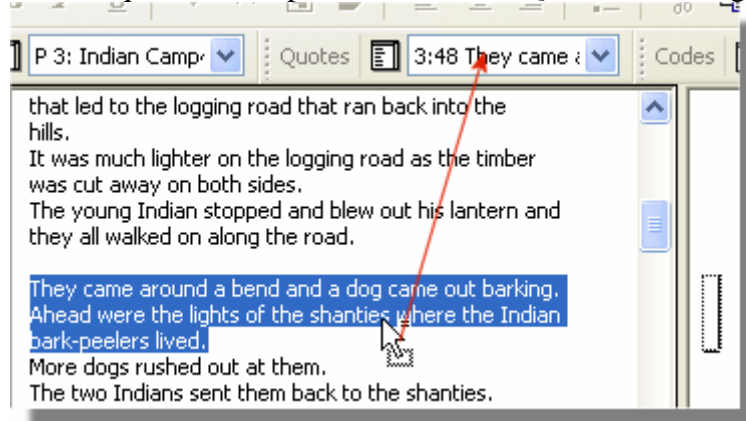 P 3: Indian Camp
Quotes
3:48 They came a
Codes
that led to the logging road that ran back into the
hills.
It was much lighter on the logging road as the timber
was cut away on both sides.
The young Indian stopped and blew out his lantern and
they all walked on along the road.
They came around a bend and a dog came out barking.
Ahead were the lights of the shanties where the Indian
bark-peelers lived.
More dogs rushed out at them.
The two Indians sent them back to the shanties.